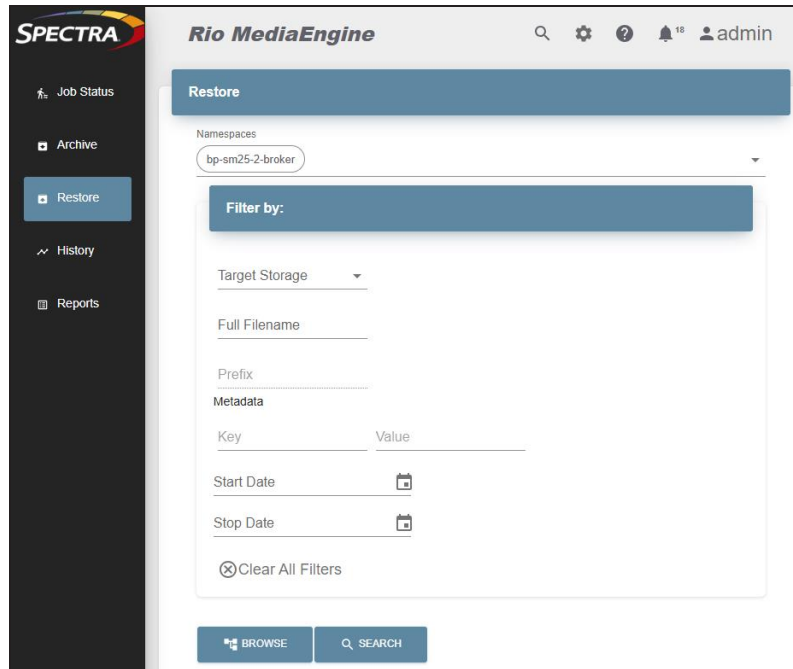 SPECTRA
Rio MediaEngine
18
admin
Job Status
Archive
Restore
History
Reports
Restore
Namespaces
bp-sm25-2-broker
Filter by:
Target Storage
Full Filename
Prefix
Metadata
Key Value
Start Date
Stop Date
Clear All Filters
BROWSE SEARCH